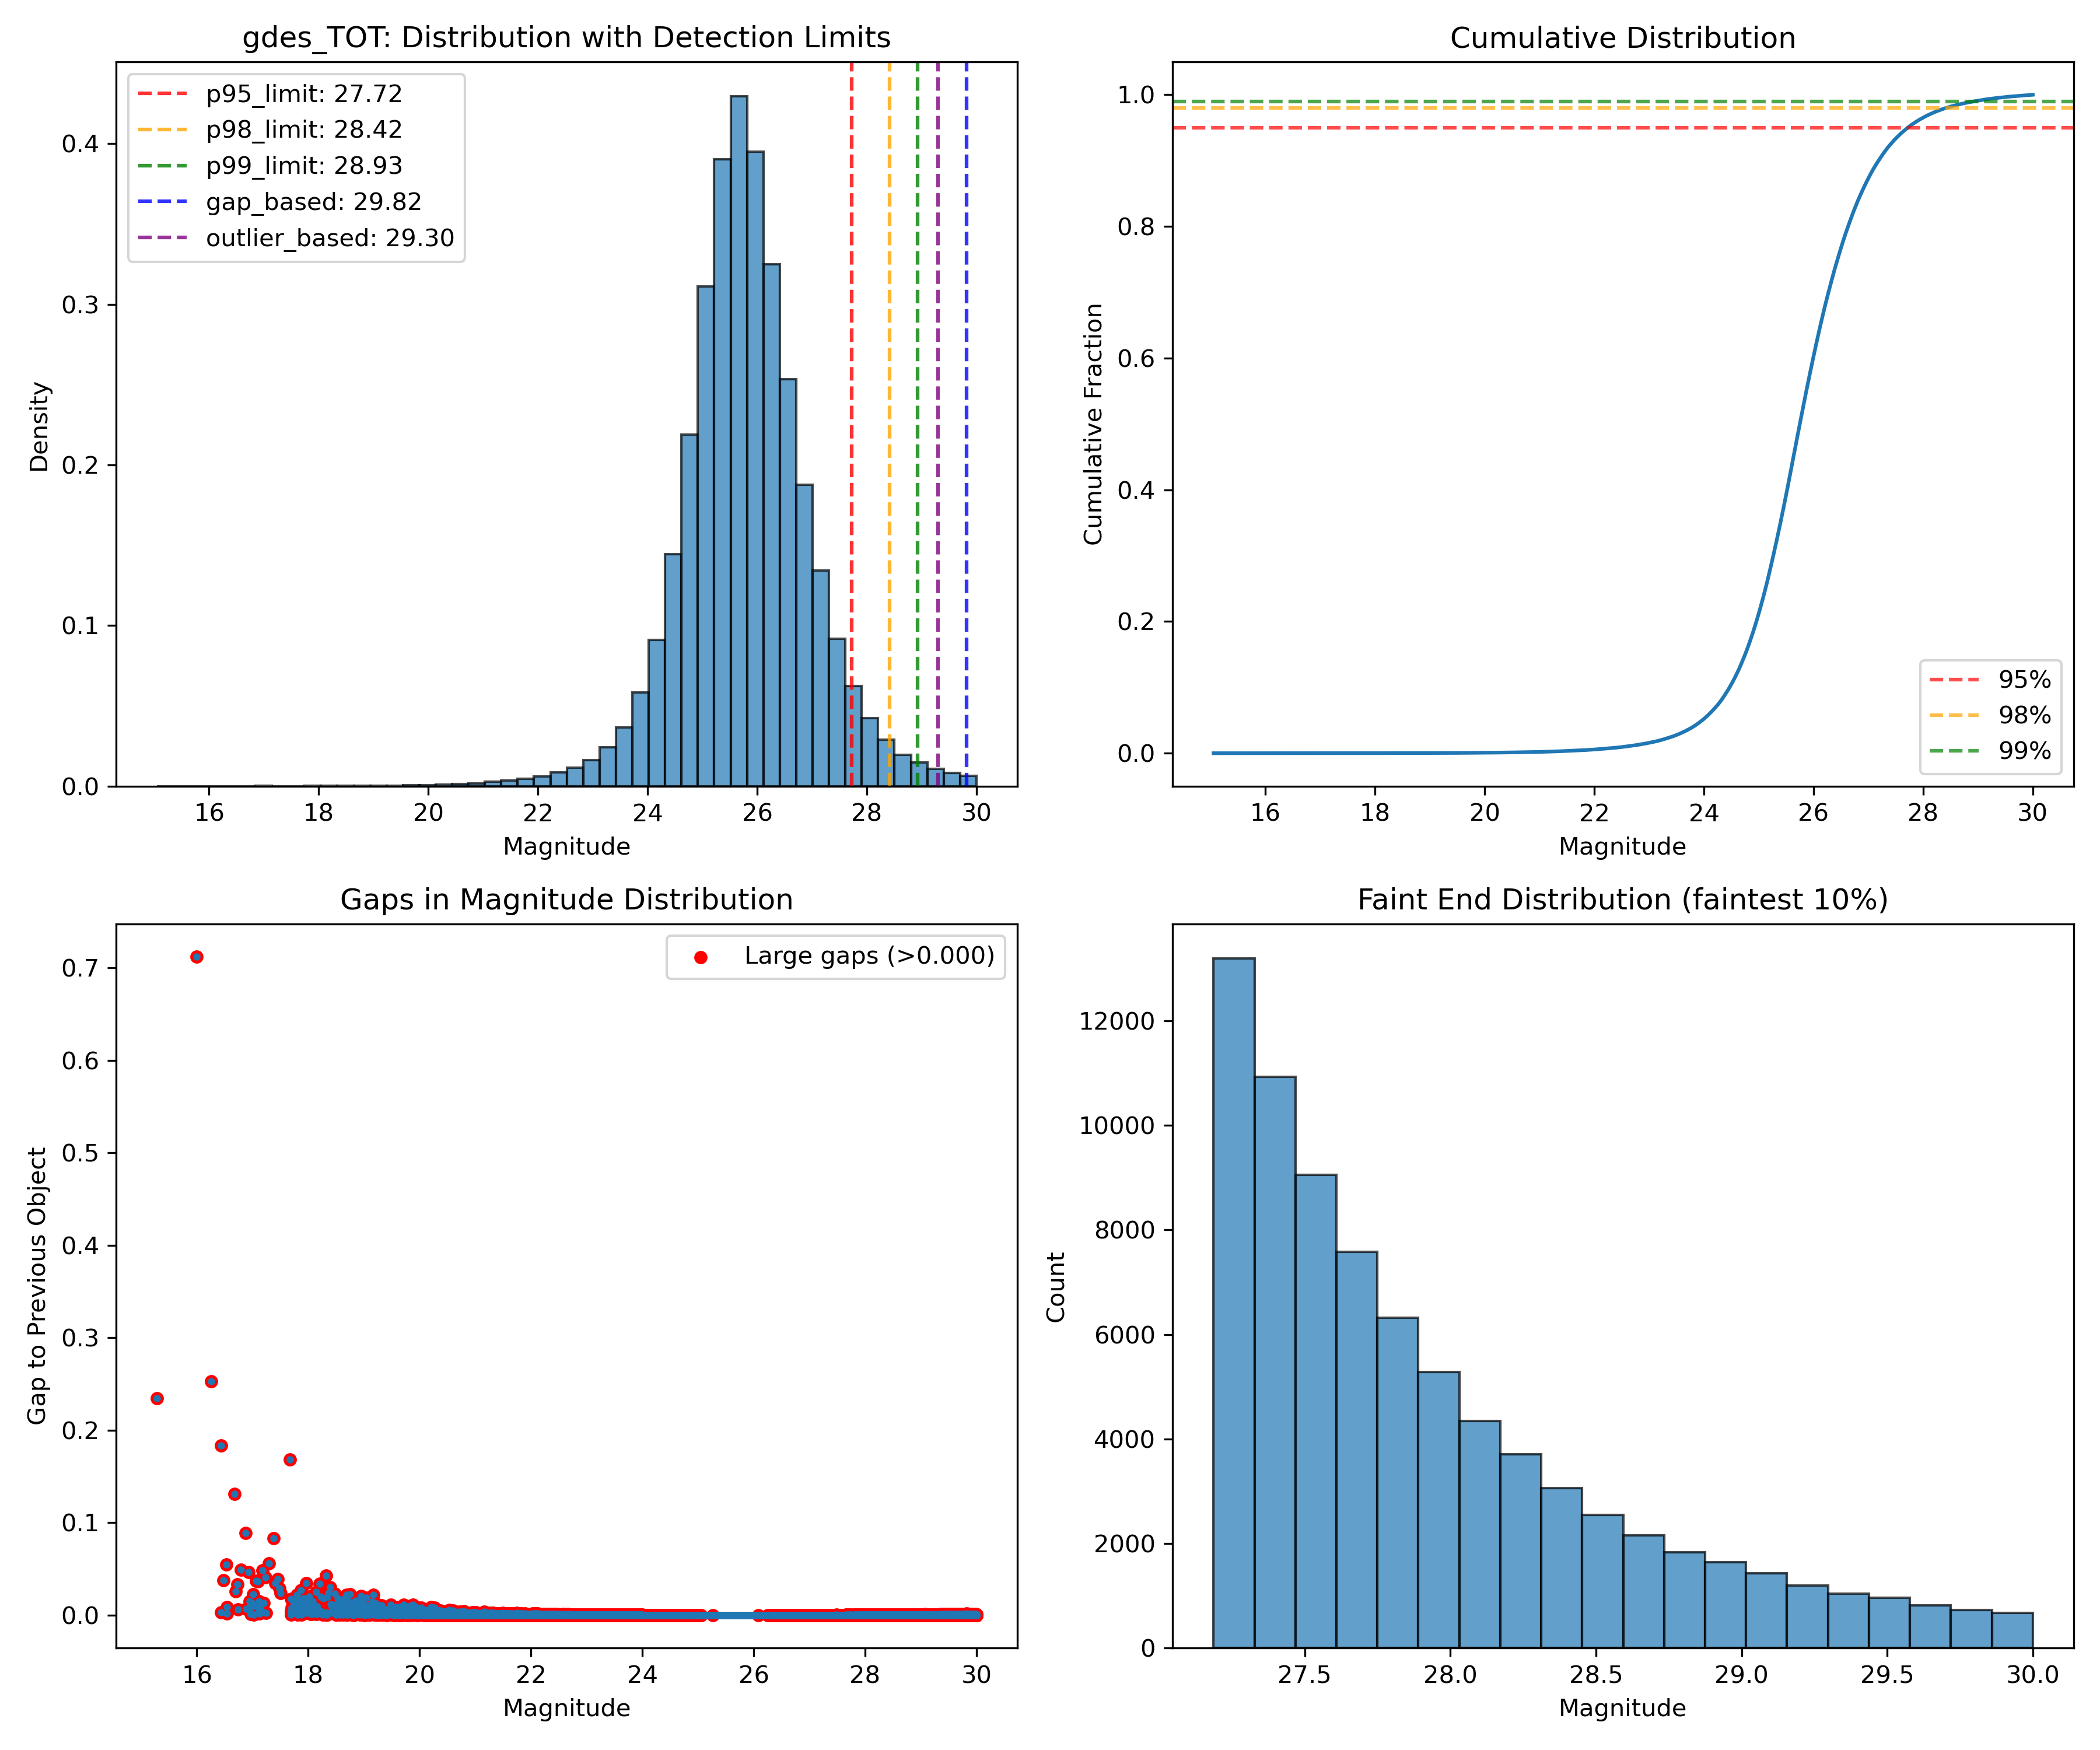 gdes_TOT: Distribution with Detection Limits
p95_limit: 27.72
p98_limit: 28.42
p99_limit: 28.93
gap_based: 29.82
outlier_based: 29.30
Density
0.4
0.3
0.2
0.1
0.0
16 18 20 22 24 26 28 30
Magnitude
Cumulative Distribution
Cumulative Fraction
1.0
0.8
0.6
0.4
0.2
0.0
95%
98%
99%
16 18 20 22 24 26 28 30
Magnitude
Gaps in Magnitude Distribution
Large gaps (>0.000)
Gap to Previous Object
0.7
0.6
0.5
0.4
0.3
0.2
0.1
0.0
16 18 20 22 24 26 28 30
Magnitude
Faint End Distribution (faintest 10%)
Count
12000
10000
8000
6000
4000
2000
0
27.5 28.0 28.5 29.0 29.5 30.0
Magnitude